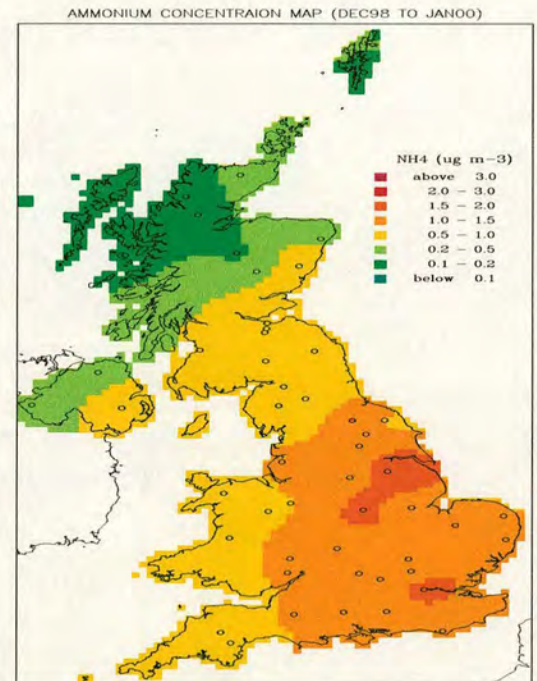 AMMONIUM CONCENTRAION MAP (DEC98 TO JAN00)
NH4 (ug m-3)
above 3.0
2.0 - 3.0
1.5 - 2.0
1.0 - 1.5
0.5 - 1.0
0.2 - 0.5
0.1 - 0.2
below 0.1